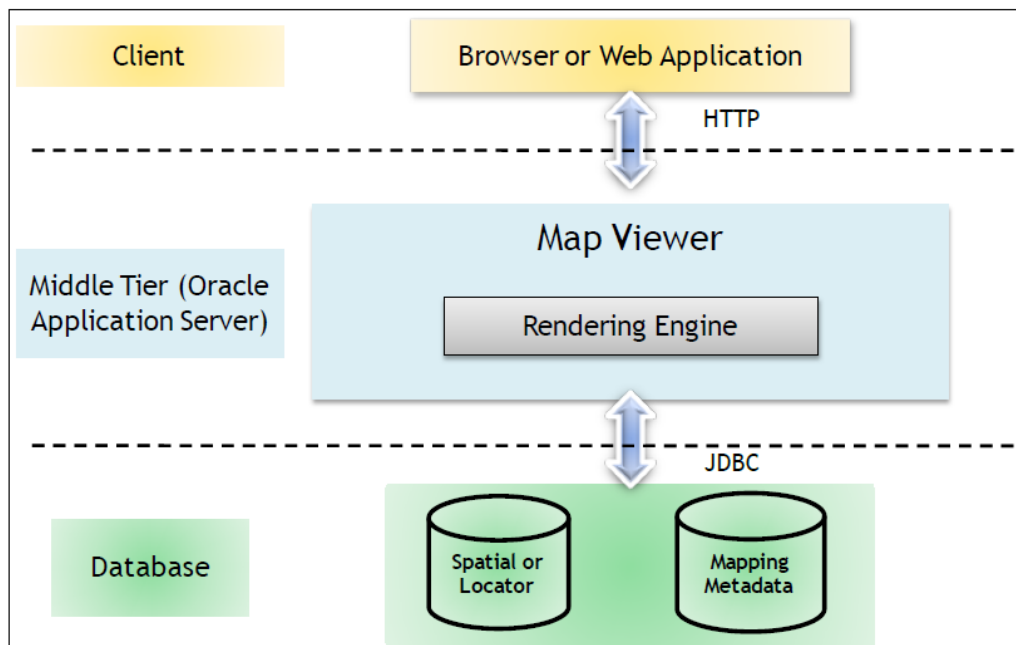 Client
Browser or Web Application
HTTP
Map Viewer
Middle Tier (Oracle
Application Server)
Rendering Engine
JDBC
Database
Spatial or
Locator
Mapping
Metadata